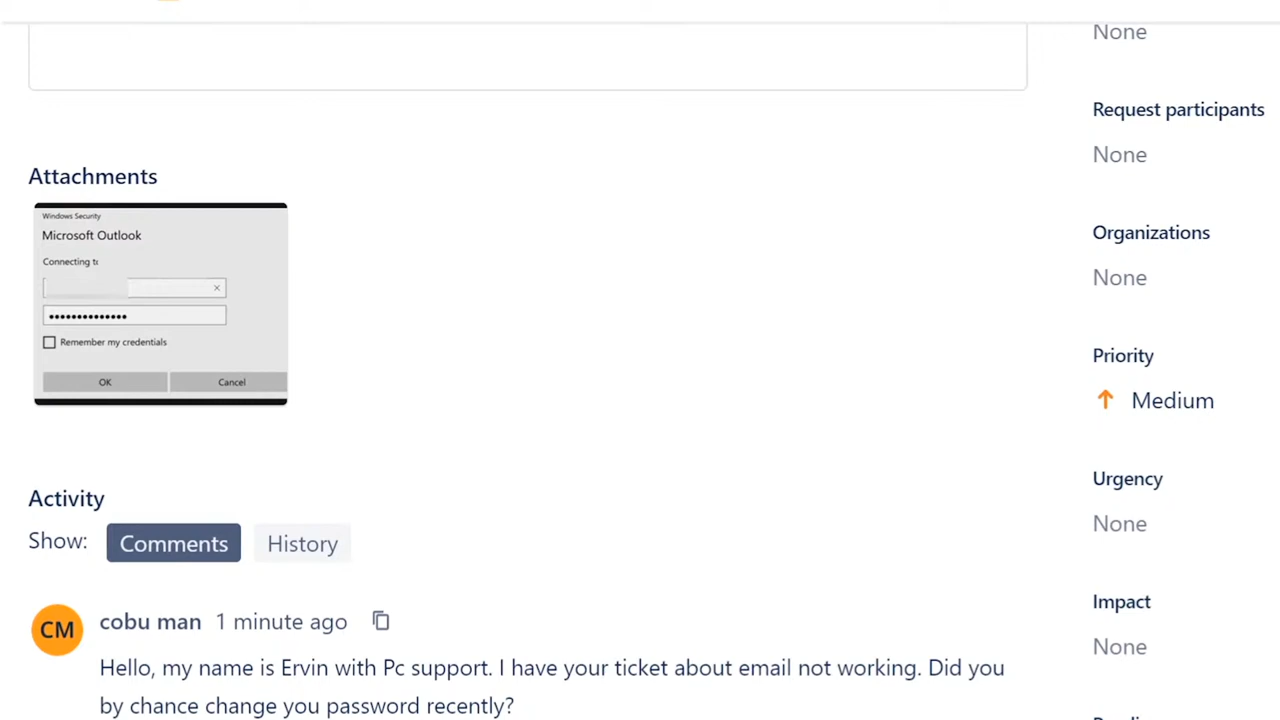 None
Request participants
None
Attachments
Windows Security
Microsoft Outlook
Connecting to
Remember my credentials
OK
Cancel
Organizations
None
Priority
Medium
Urgency
None
Activity
Show:
Comments
History
Impact
None
CM
cobu man 1 minute ago
Hello, my name is Ervin with Pc support. I have your ticket about email not working. Did you
by chance change you password recently?